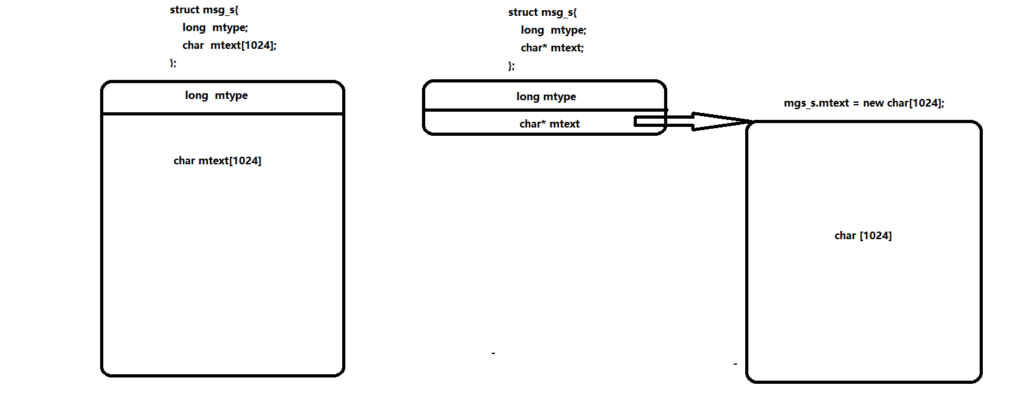 struct msg_s{
long mtype;
char mtext[1024];
};
long mtype
char mtext[1024]
struct msg_s{
long mtype;
char* mtext;
};
long mtype
char* mtext
mgs_s.mtext = new char[1024];
char [1024]
-
-